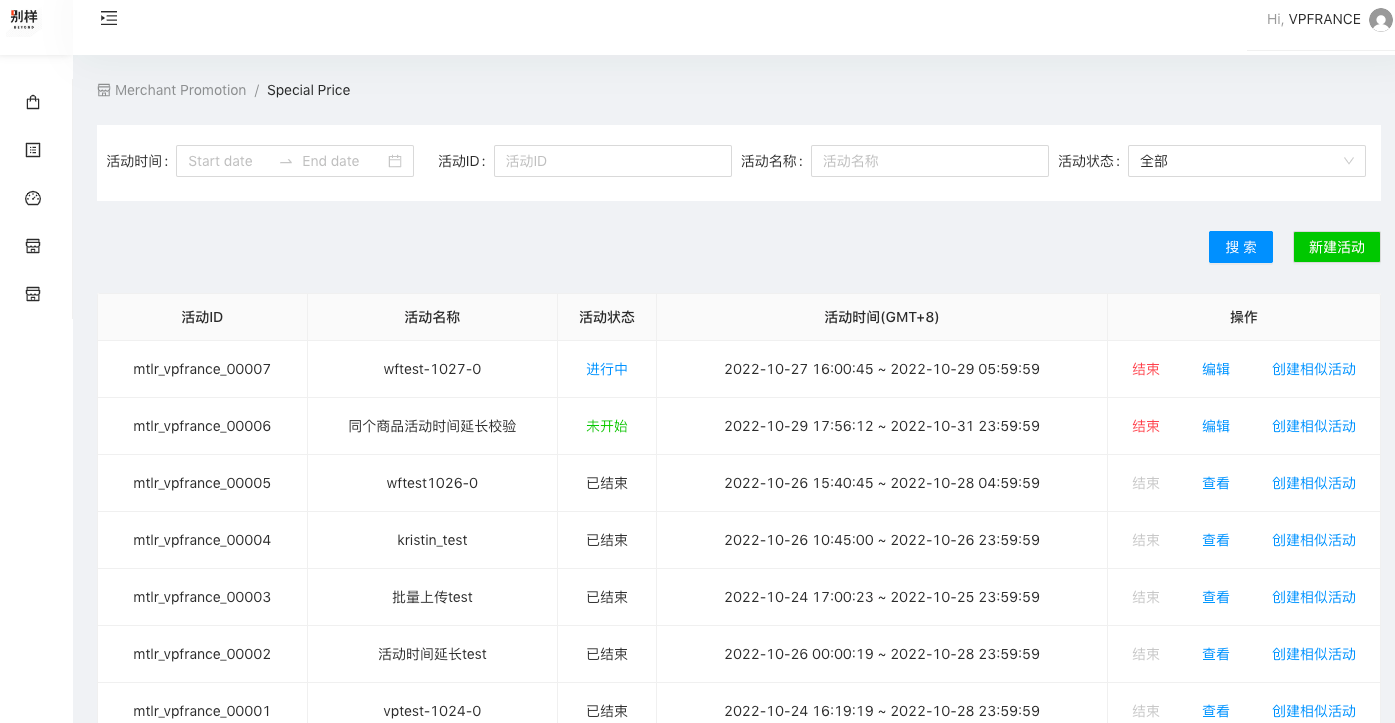 别样
BEYOND
Hi, VPFRANCE
Merchant Promotion / Special Price
活动时间: Start date End date 活动ID: 活动ID 活动名称: 活动名称 活动状态: 全部
搜 索 新建活动
活动ID 活动名称 活动状态 活动时间(GMT+8) 操作
mtlr_vpfrance_00007 wftest-1027-0 进行中 2022-10-27 16:00:45 ~ 2022-10-29 05:59:59 结束 编辑 创建相似活动
mtlr_vpfrance_00006 同个商品活动时间延长校验 未开始 2022-10-29 17:56:12 ~ 2022-10-31 23:59:59 结束 编辑 创建相似活动
mtlr_vpfrance_00005 wftest1026-0 已结束 2022-10-26 15:40:45 ~ 2022-10-28 04:59:59 结束 查看 创建相似活动
mtlr_vpfrance_00004 kristin_test 已结束 2022-10-26 10:45:00 ~ 2022-10-26 23:59:59 结束 查看 创建相似活动
mtlr_vpfrance_00003 批量上传test 已结束 2022-10-24 17:00:23 ~ 2022-10-25 23:59:59 结束 查看 创建相似活动
mtlr_vpfrance_00002 活动时间延长test 已结束 2022-10-26 00:00:19 ~ 2022-10-28 23:59:59 结束 查看 创建相似活动
mtlr_vpfrance_00001 vptest-1024-0 已结束 2022-10-24 16:19:19 ~ 2022-10-28 23:59:59 结束 查看 创建相似活动